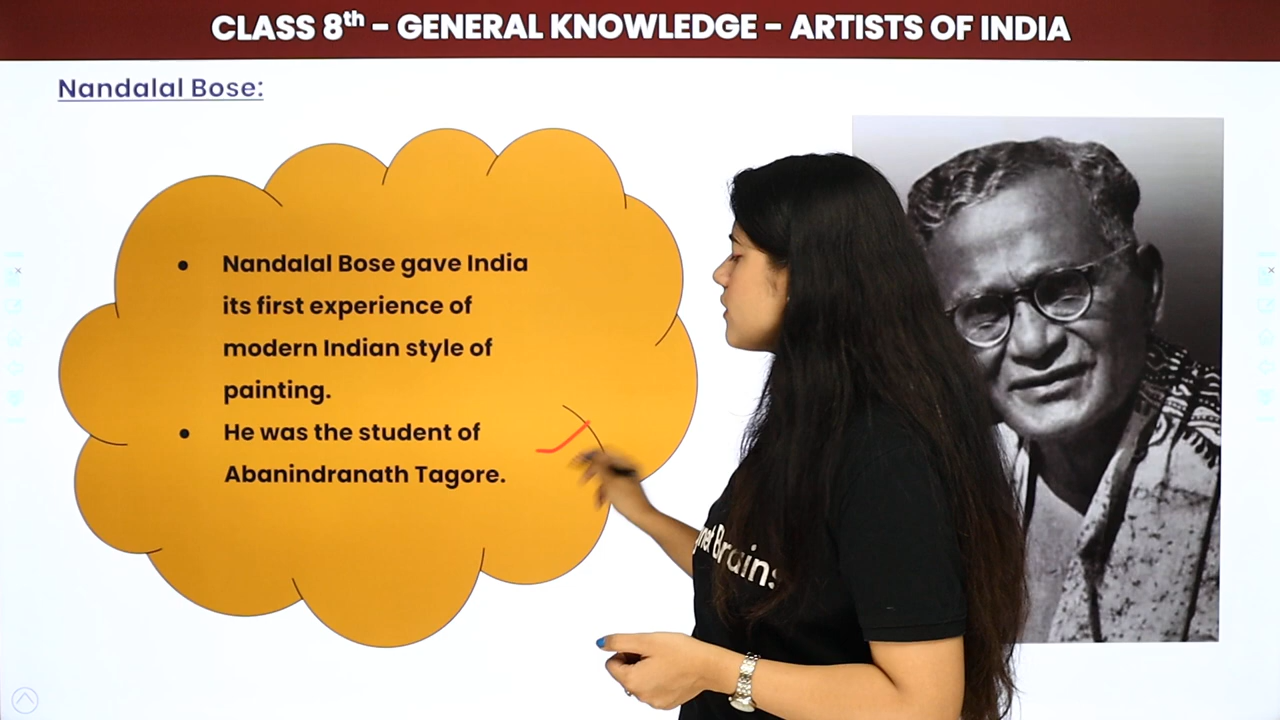 CLASS 8th - GENERAL KNOWLEDGE - ARTISTS OF INDIA
Nandalal Bose:
• Nandalal Bose gave India
its first experience of
modern Indian style of
painting.
• He was the student of
Abanindranath Tagore.
Brains